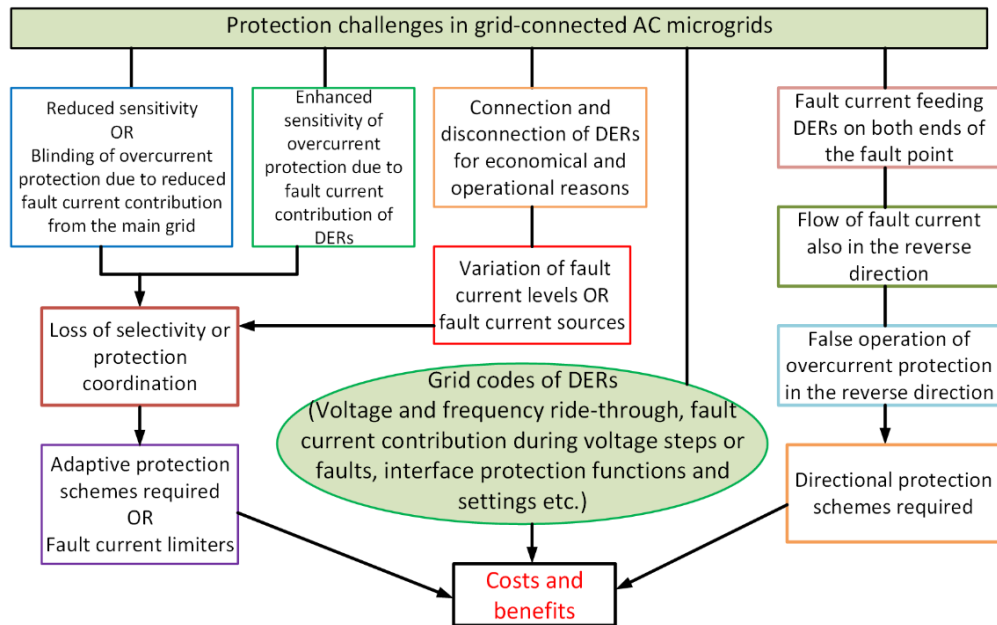 Protection challenges in grid-connected AC microgrids
Reduced sensitivity
OR
Blinding of overcurrent
protection due to reduced
fault current contribution
from the main grid
Enhanced
sensitivity of
overcurrent
protection due to
fault current
contribution of
DERs
Connection and
disconnection of DERs
for economical and
operational reasons
Fault current feeding
DERs on both ends of
the fault point
Flow of fault current
also in the reverse
direction
Variation of fault
current levels OR
fault current sources
Loss of selectivity or
protection
coordination
False operation of
overcurrent protection
in the reverse direction
Grid codes of DERs
(Voltage and frequency ride-through, fault
current contribution during voltage steps or
faults, interface protection functions and
settings etc.)
Adaptive protection
schemes required
OR
Fault current limiters
Directional protection
schemes required
Costs and
benefits